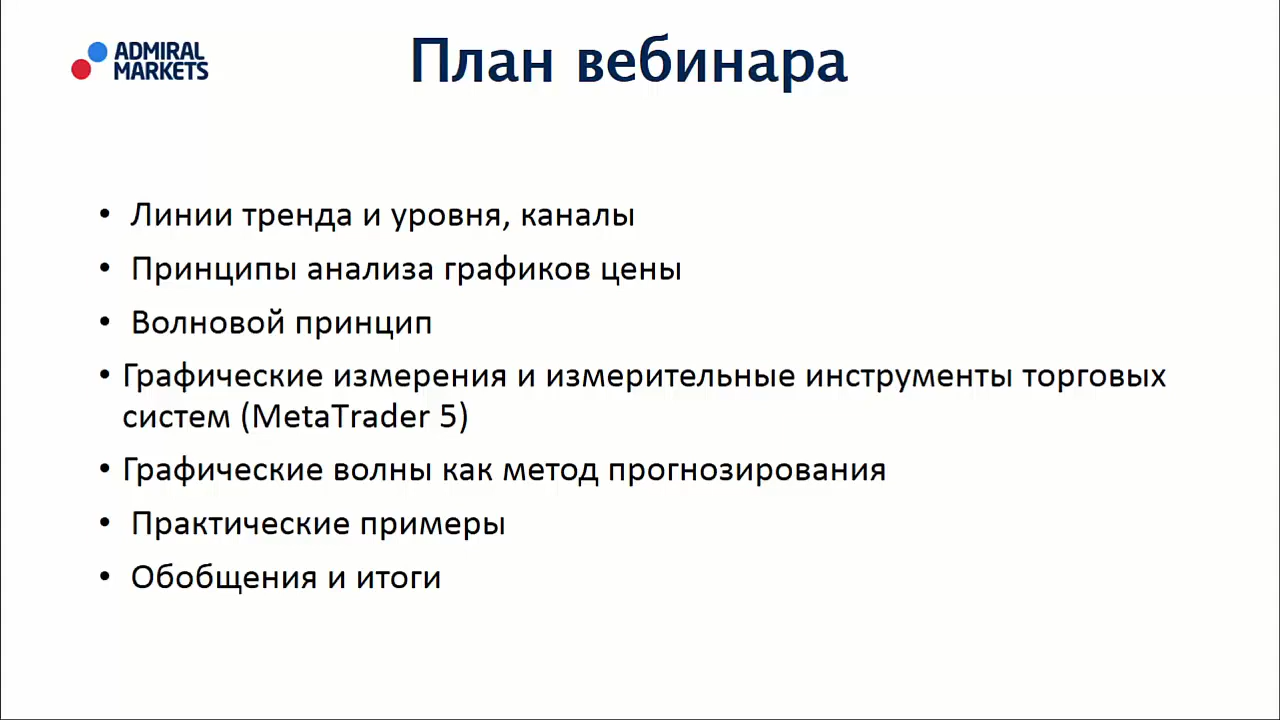 ADMIRAL
MARKETS
План вебинара
• Линии тренда и уровня, каналы
• Принципы анализа графиков цены
• Волновой принцип
• Графические измерения и измерительные инструменты торговых
систем (MetaTrader 5)
• Графические волны как метод прогнозирования
• Практические примеры
• Обобщения и итоги